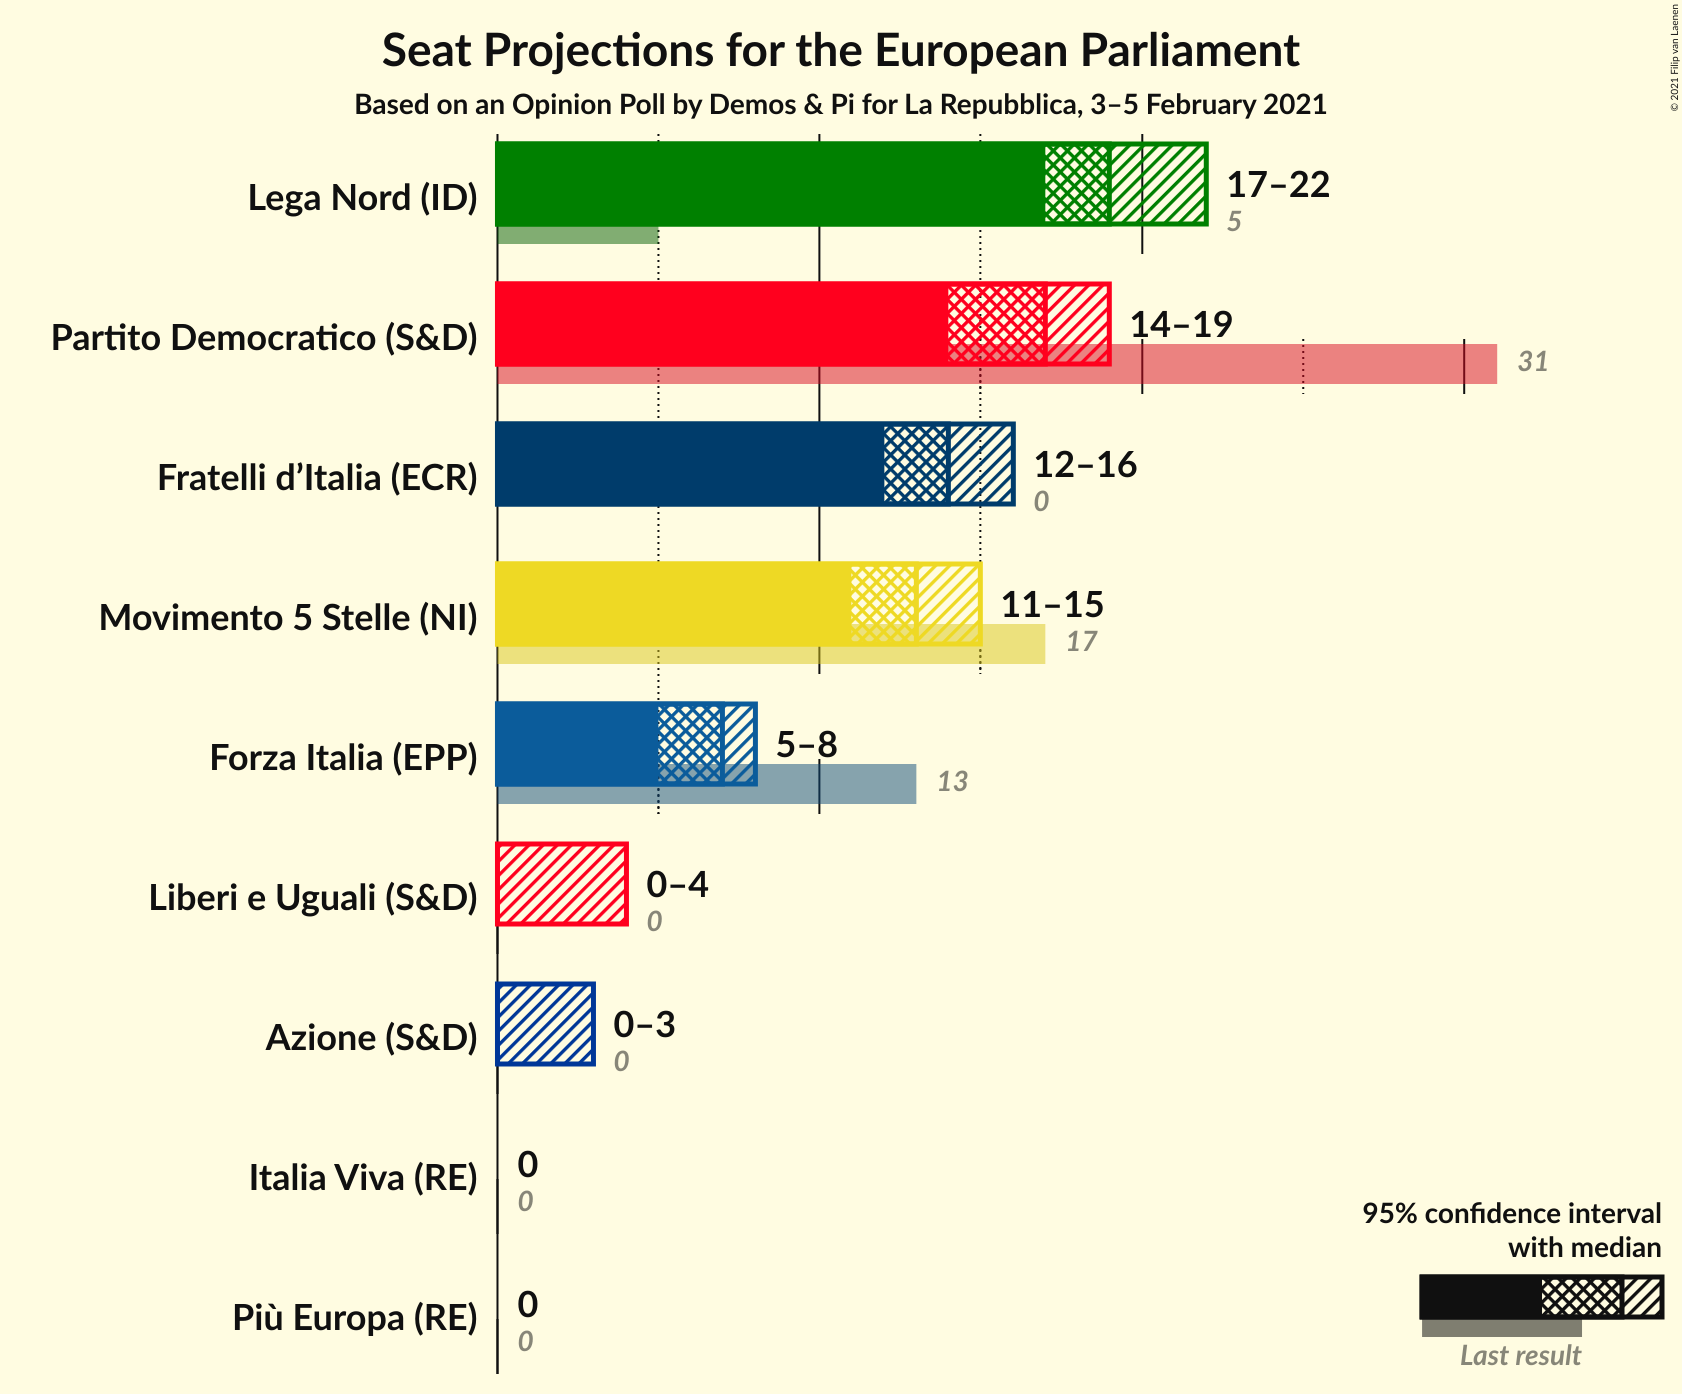 Seat Projections for the European Parliament
Based on an Opinion Poll by Demos & Pi for La Repubblica, 3–5 February 2021
© 2021 Filip van Laenen
Lega Nord (ID)
17–22
5
Partito Democratico (S&D)
14–19
31
Fratelli d’Italia (ECR)
12–16
0
Movimento 5 Stelle (NI)
11–15
17
Forza Italia (EPP)
5–8
13
Liberi e Uguali (S&D)
0–4
0
Azione (S&D)
0–3
0
Italia Viva (RE)
0
0
Più Europa (RE)
0
0
95% confidence interval
with median
Last result